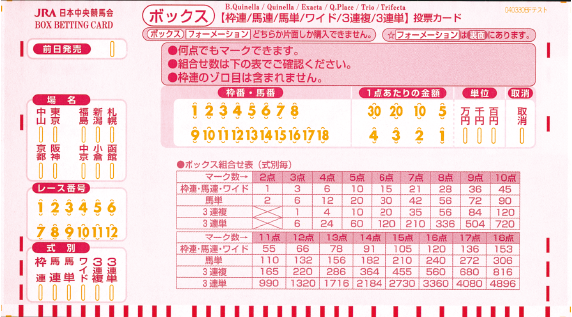 JRA 日本中央競馬会
BOX BETTING CARD
ボックス
B.Quinella / Quinella / Exacta / Q.Place / Trio / Trifecta
【枠連/馬連/馬単/ワイド/3連複/3連単】投票カード
040330Bテスト
ボックス フォーメーション どちらか片面しか購入できません。
☆フォーメーションは裏面にあります。
前日発売
●何点でもマークできます。
●組合せ数は下の表でご確認ください。
●枠連のゾロ目は含まれません。
場名
中山 東京 福島 新潟 札幌
京都 阪神 中京 小倉 函館
レース番号
1 2 3 4 5 6
7 8 9 10 11 12
式別
枠連 馬連 馬単 ワイド 3連複 3連単
枠番・馬番
1 2 3 4 5 6 7 8
9 10 11 12 13 14 15 16 17 18
1点あたりの金額
30 20 10 5
4 3 2 1
単位
万円 千円 百円
取消
取消
●ボックス組合せ表（式別毎）
マーク数→ 2点 3点 4点 5点 6点 7点 8点 9点 10点
枠連・馬連・ワイド 1 3 6 10 15 21 28 36 45
馬単 2 6 12 20 30 42 56 72 90
3連複 1 4 10 20 35 56 84 120
3連単 6 24 60 120 210 336 504 720
マーク数→ 11点 12点 13点 14点 15点 16点 17点 18点
枠連・馬連・ワイド 55 66 78 91 105 120 136 153
馬単 110 132 156 182 210 240 272 306
3連複 165 220 286 364 455 560 680 816
3連単 990 1320 1716 2184 2730 3360 4080 4896